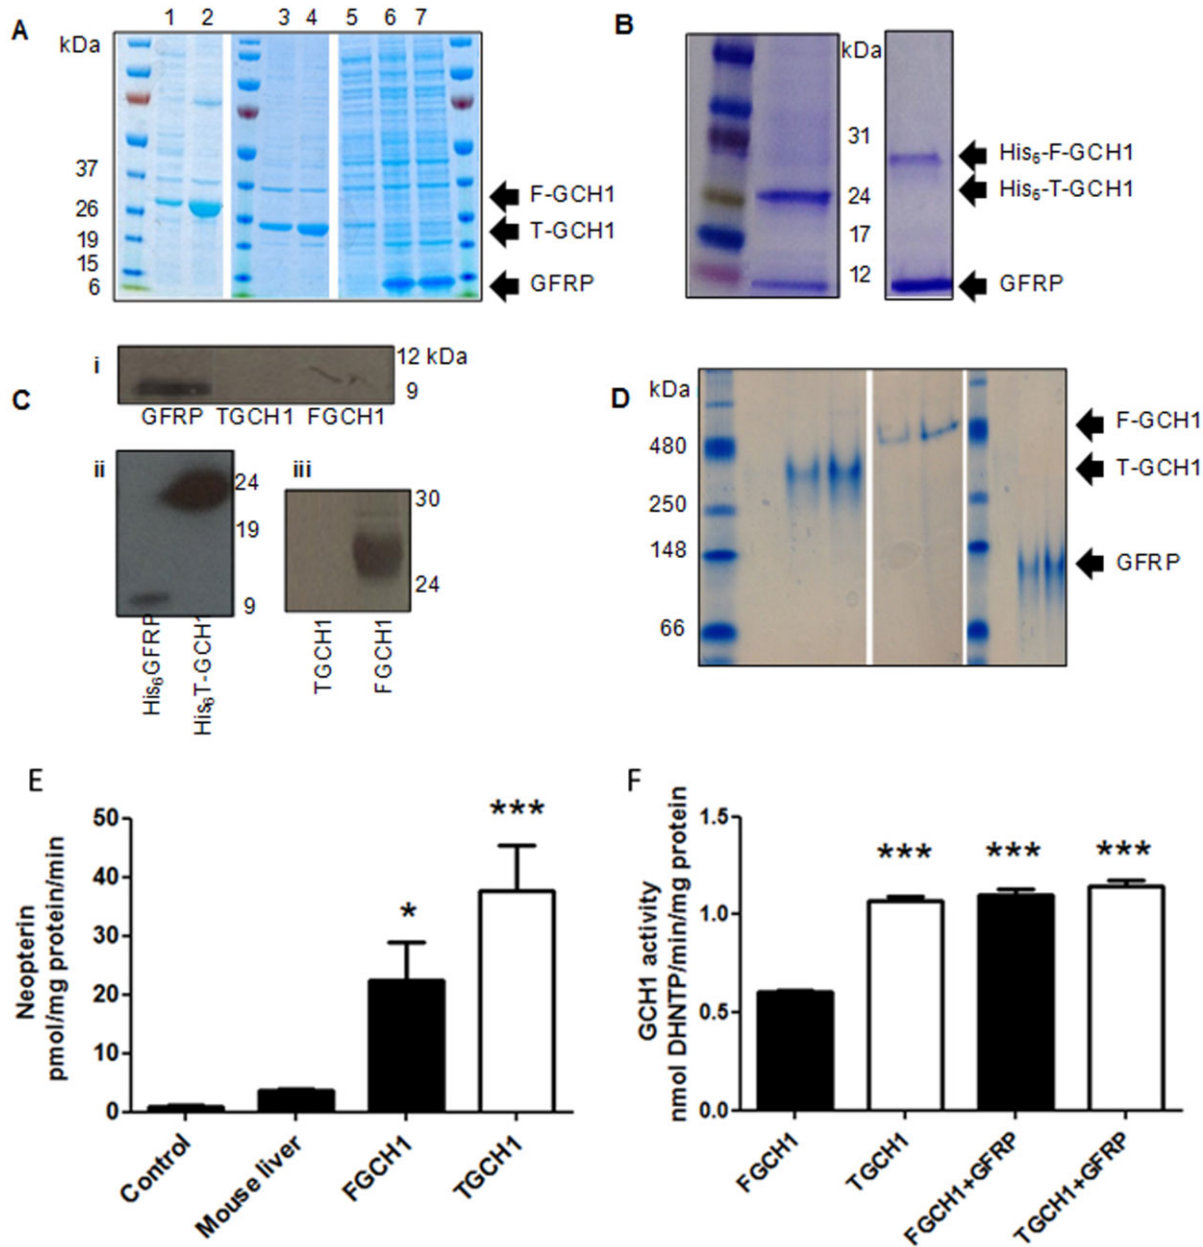 A
1 2 3 4 5 6 7
kDa
37
26
19
15
6
F-GCH1
T-GCH1
GFRP
B
kDa
31
24
17
12
His₆-F-GCH1
His₆-T-GCH1
GFRP
C
i
12 kDa
9
GFRP TGCH1 FGCH1
ii
24
19
9
His₆GFRP
His₆T-GCH1
iii
30
24
TGCH1
FGCH1
D
kDa
480
250
148
66
F-GCH1
T-GCH1
GFRP
E
Neopterin
pmol/mg protein/min
50
40
30
20
10
0
*
***
Control
Mouse liver
FGCH1
TGCH1
F
GCH1 activity
nmol DHNTP/min/mg protein
1.5
1.0
0.5
0.0
***
***
***
FGCH1
TGCH1
FGCH1+GFRP
TGCH1+GFRP